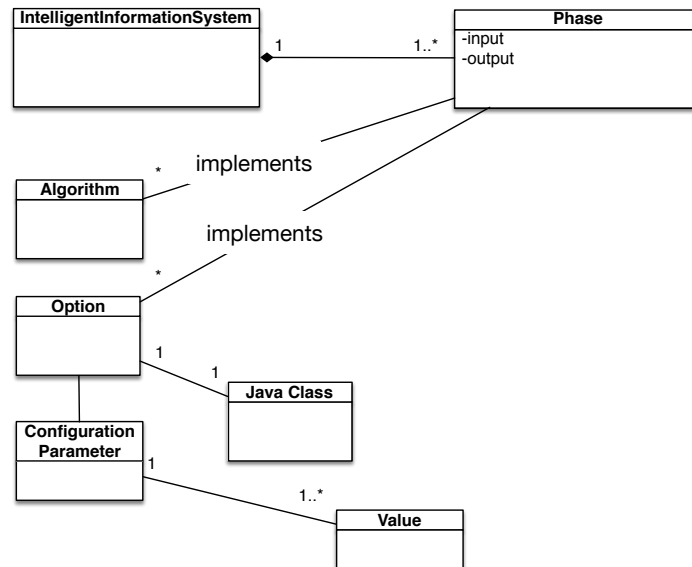 IntelligentInformationSystem
1
1..*
Phase
-input
-output
*
implements
Algorithm
implements
*
Option
1
1
Java Class
Configuration
Parameter
1
1..*
Value